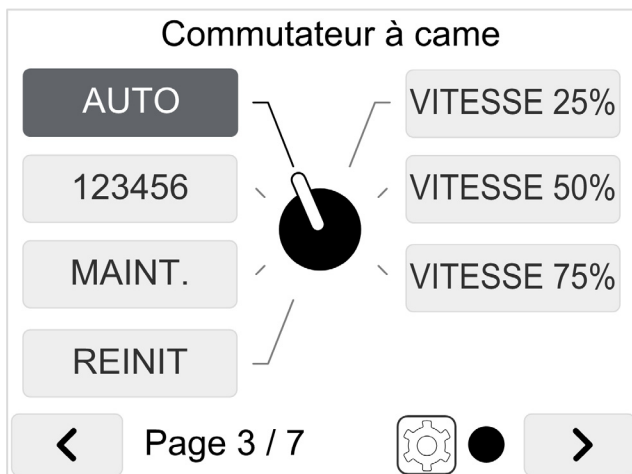 Commutateur à came
AUTO
123456
MAINT.
REINIT
VITESSE 25%
VITESSE 50%
VITESSE 75%
Page 3 / 7